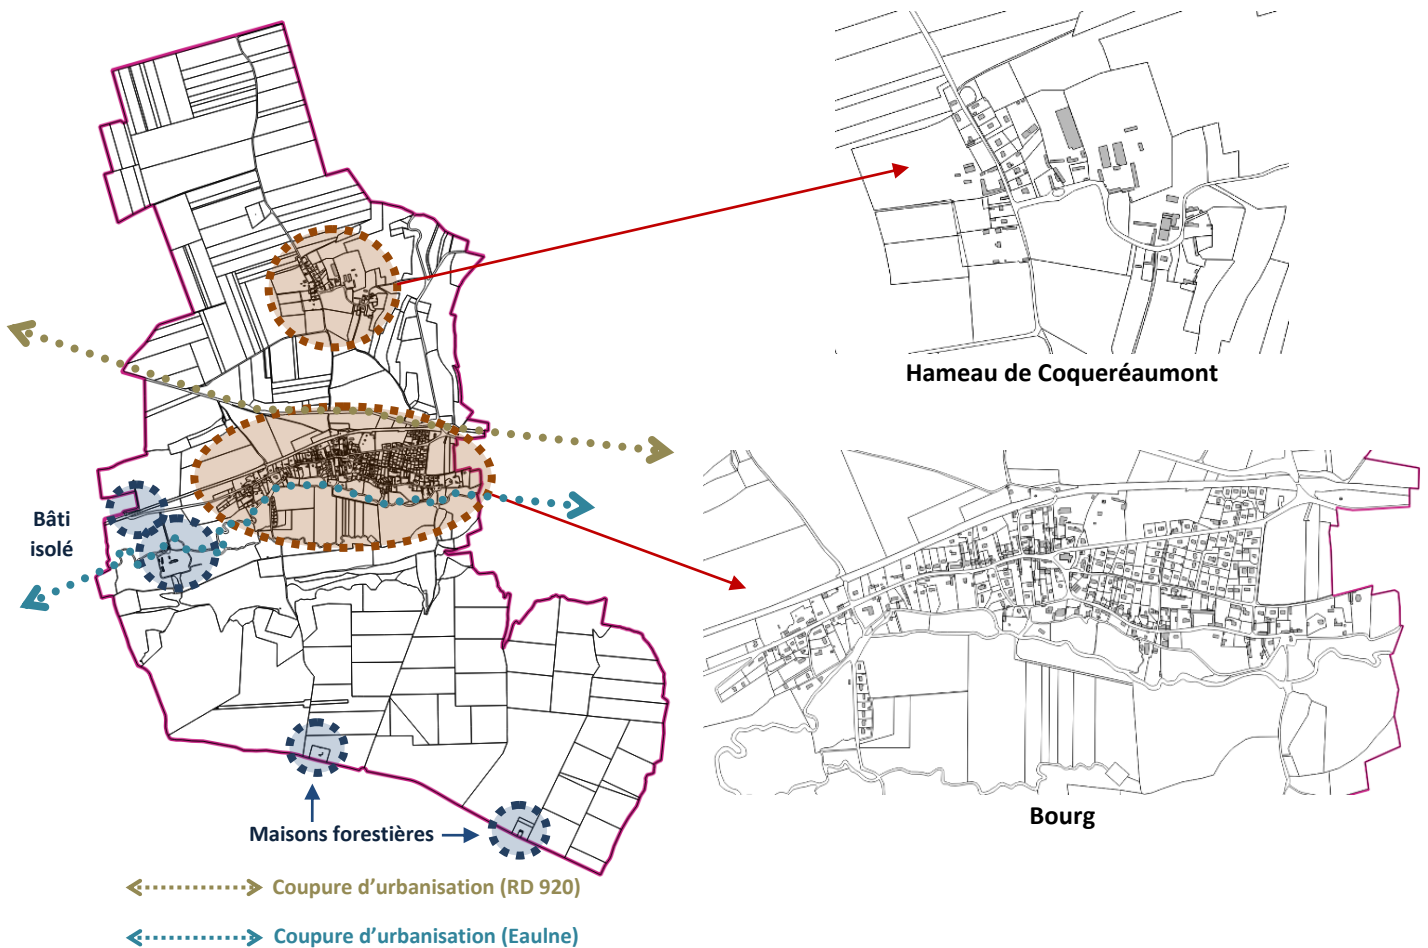 Hameau de Coqueréaumont
Bâti
isolé
Bourg
Maisons forestières
Coupure d’urbanisation (RD 920)
Coupure d’urbanisation (Eaulne)